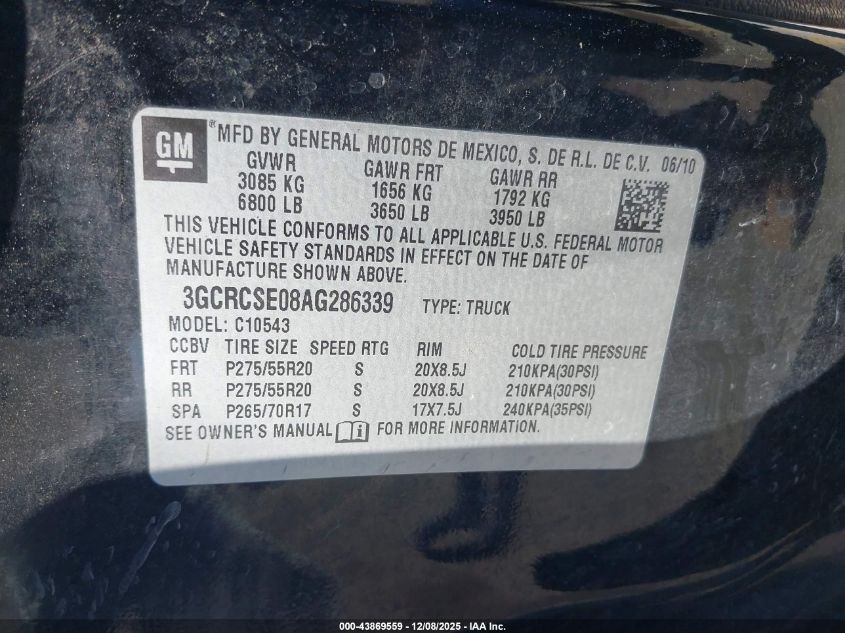 GM
®MFD BY GENERAL MOTORS DE MEXICO, S. DE R.L. DE C.V. 06/10
GVWR GAWR FRT GAWR RR
3085 KG 1656 KG 1792 KG
6800 LB 3650 LB 3950 LB
THIS VEHICLE CONFORMS TO ALL APPLICABLE U.S. FEDERAL MOTOR
VEHICLE SAFETY STANDARDS IN EFFECT ON THE DATE OF
MANUFACTURE SHOWN ABOVE.
3GCRCSE08AG286339 TYPE: TRUCK
MODEL: C10543
CCBV TIRE SIZE SPEED RTG RIM COLD TIRE PRESSURE
FRT P275/55R20 S 20X8.5J 210KPA(30PSI)
RR P275/55R20 S 20X8.5J 210KPA(30PSI)
SPA P265/70R17 S 17X7.5J 240KPA(35PSI)
SEE OWNER'S MANUAL i FOR MORE INFORMATION.
000-43869559 | 12/08/2025 - IAA Inc.